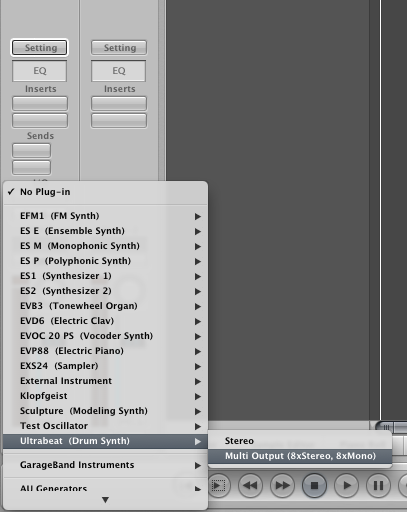 Setting Setting
EQ EQ
Inserts Inserts
Sends
No Plug-in
EFM1 (FM Synth)
ES E (Ensemble Synth)
ES M (Monophonic Synth)
ES P (Polyphonic Synth)
ES1 (Synthesizer 1)
ES2 (Synthesizer 2)
EVB3 (Tonewheel Organ)
EVD6 (Electric Clav)
EVOC 20 PS (Vocoder Synth)
EVP88 (Electric Piano)
EXS24 (Sampler)
External Instrument
Klopfgeist
Sculpture (Modeling Synth)
Test Oscillator
Ultrabeat (Drum Synth)
Stereo
Multi Output (8xStereo, 8xMono)
GarageBand Instruments
AU Generators